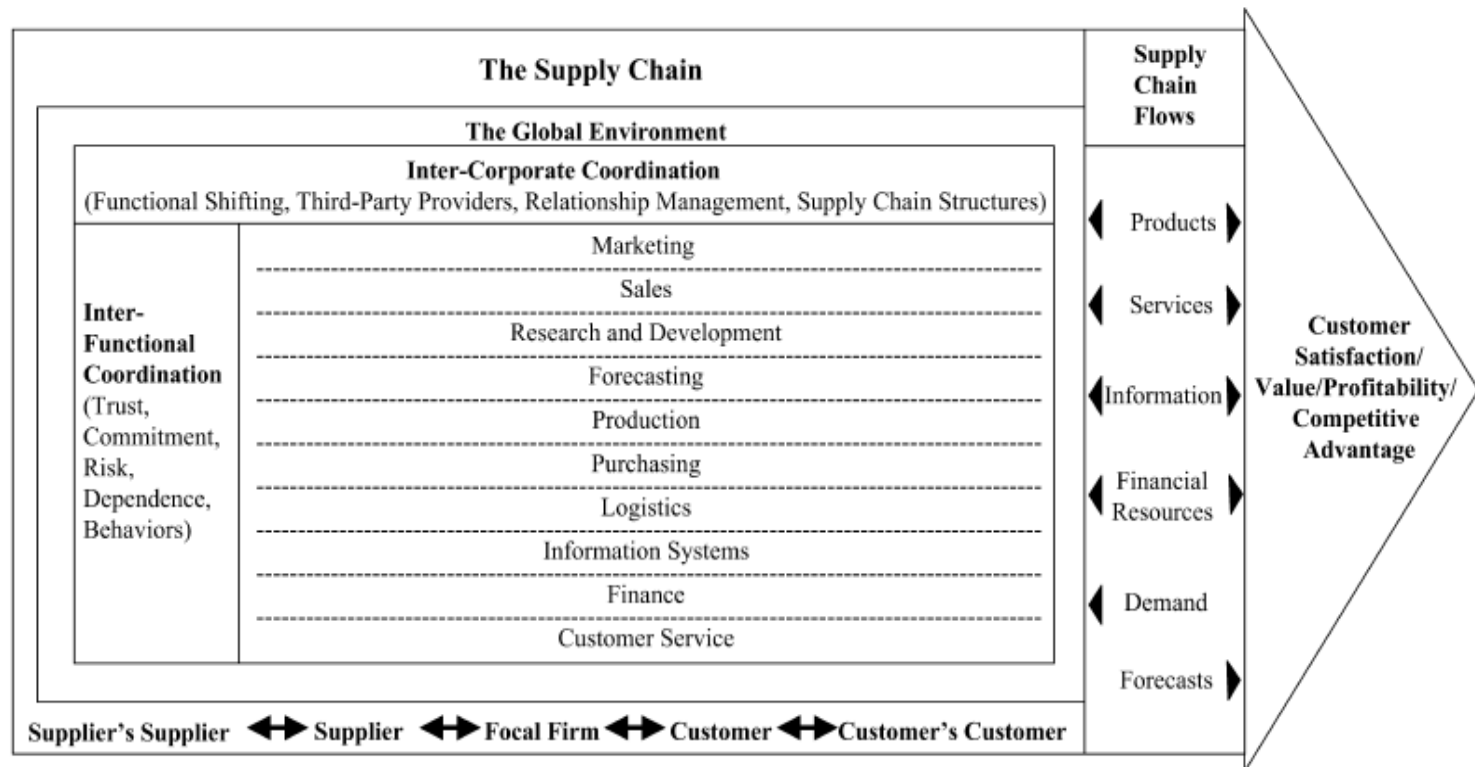 The Supply Chain
The Global Environment
Inter-Corporate Coordination
(Functional Shifting, Third-Party Providers, Relationship Management, Supply Chain Structures)
Inter-
Functional
Coordination
(Trust,
Commitment,
Risk,
Dependence,
Behaviors)
Marketing
Sales
Research and Development
Forecasting
Production
Purchasing
Logistics
Information Systems
Finance
Customer Service
Supplier’s Supplier Supplier Focal Firm Customer Customer’s Customer
Supply
Chain
Flows
Products
Services
Information
Financial
Resources
Demand
Forecasts
Customer
Satisfaction/
Value/Profitability/
Competitive
Advantage